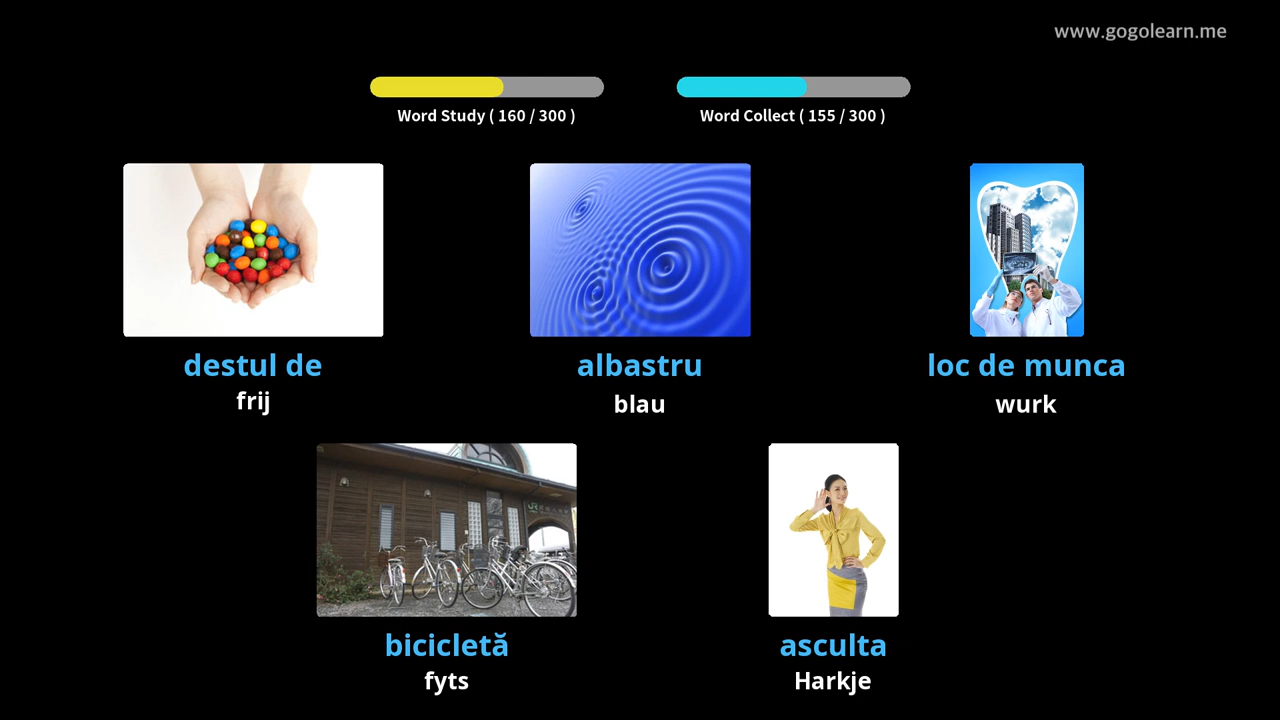 www.gogolearn.me
Word Study ( 160 / 300 )
Word Collect ( 155 / 300 )
destul de
frij
albastru
blau
loc de munca
wurk
bicicletă
fyts
asculta
Harkje